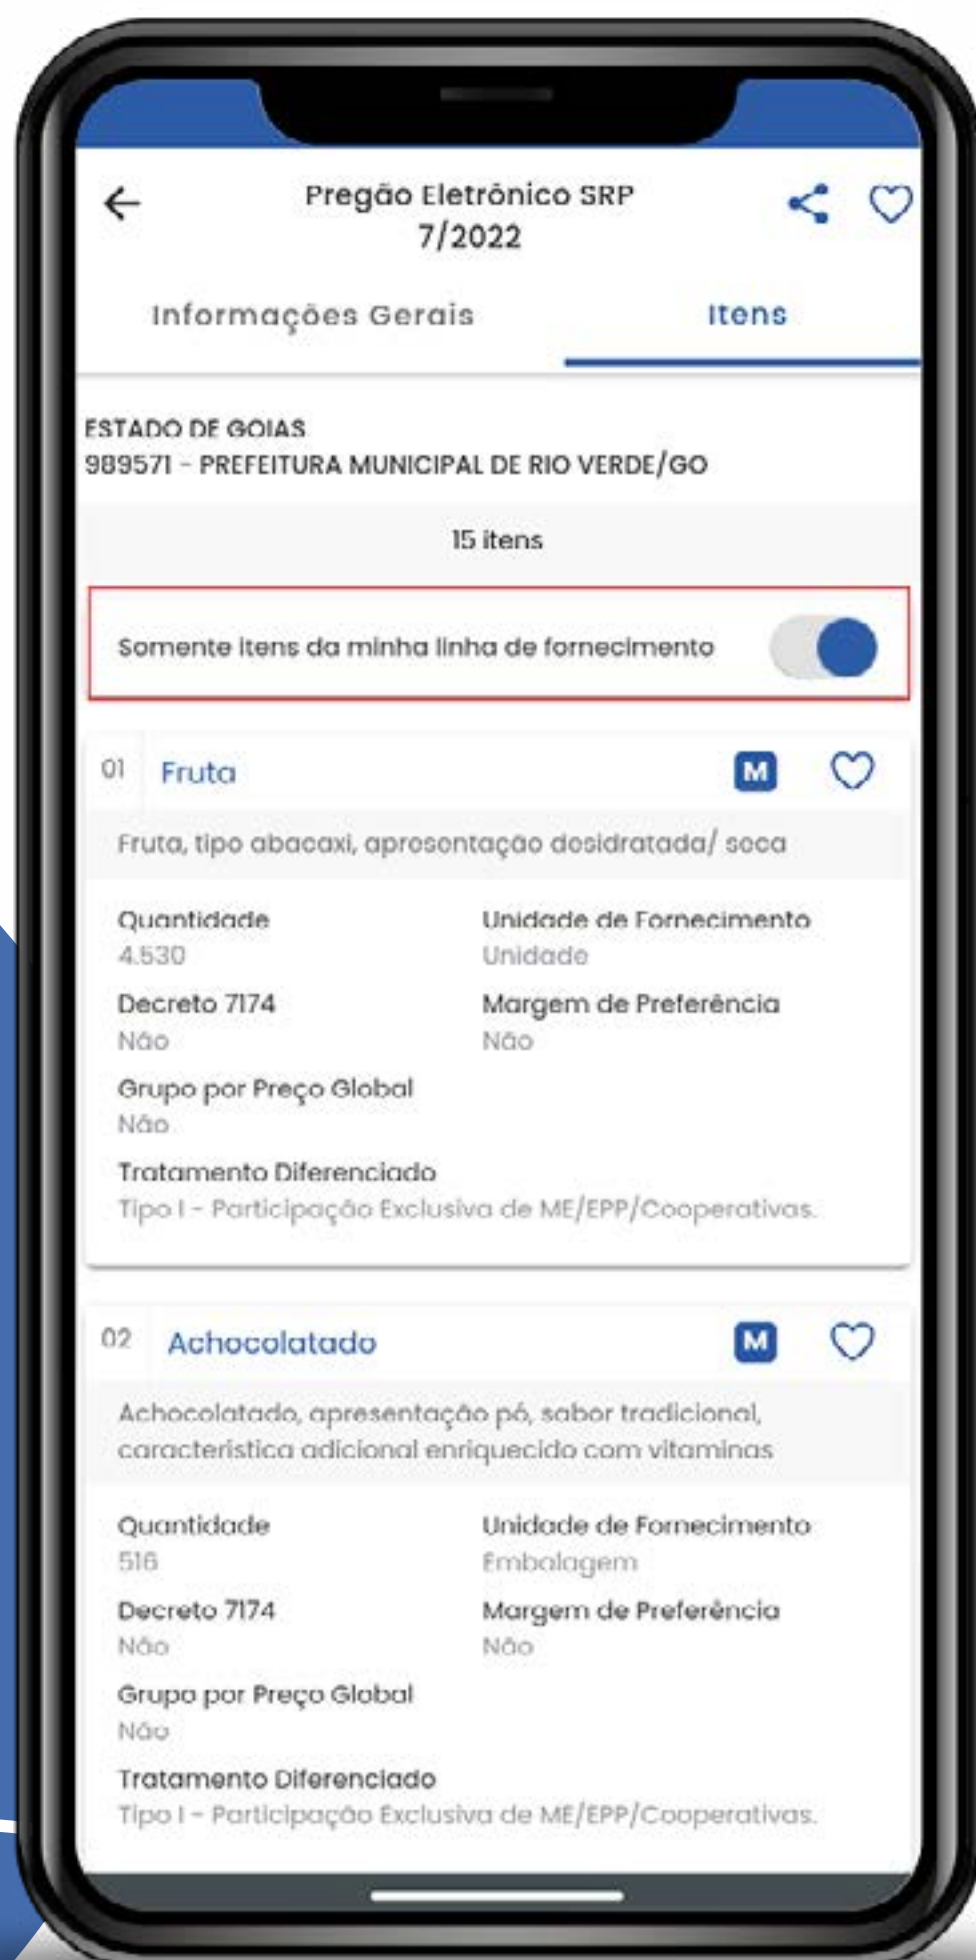 Pregão Eletrônico SRP
7/2022
Informações Gerais
Itens
ESTADO DE GOIAS
989571 - PREFEITURA MUNICIPAL DE RIO VERDE/GO
15 itens
Somente itens da minha linha de fornecimento
01 Fruta M
Fruta, tipo abacaxi, apresentação desidratada/ seca
Quantidade Unidade de Fornecimento
4.530 Unidade
Decreto 7174 Margem de Preferência
Não Não
Grupo por Preço Global
Não
Tratamento Diferenciado
Tipo I - Participação Exclusiva de ME/EPP/Cooperativas.
02 Achocolatado M
Achocolatado, apresentação pó, sabor tradicional,
característica adicional enriquecido com vitaminas
Quantidade Unidade de Fornecimento
516 Embalagem
Decreto 7174 Margem de Preferência
Não Não
Grupo por Preço Global
Não
Tratamento Diferenciado
Tipo I - Participação Exclusiva de ME/EPP/Cooperativas.